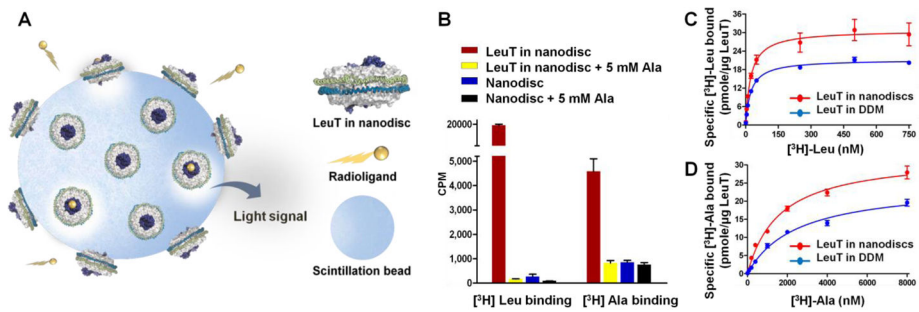 A
LeuT in nanodisc
Radioligand
Light signal
Scintillation bead
B
LeuT in nanodisc
LeuT in nanodisc + 5 mM Ala
Nanodisc
Nanodisc + 5 mM Ala
CPM
20000
5,000
4,000
3,000
2,000
1,000
0
[³H] Leu binding
[³H] Ala binding
C
Specific [³H]-Leu bound
(pmole/µg LeuT)
36
30
24
18
12
6
0
0
150
300
450
600
750
LeuT in nanodiscs
LeuT in DDM
[³H]-Leu (nM)
D
Specific [³H]-Ala bound
(pmole/µg LeuT)
30
25
20
15
10
5
0
0
2000
4000
6000
8000
LeuT in nanodiscs
LeuT in DDM
[³H]-Ala (nM)